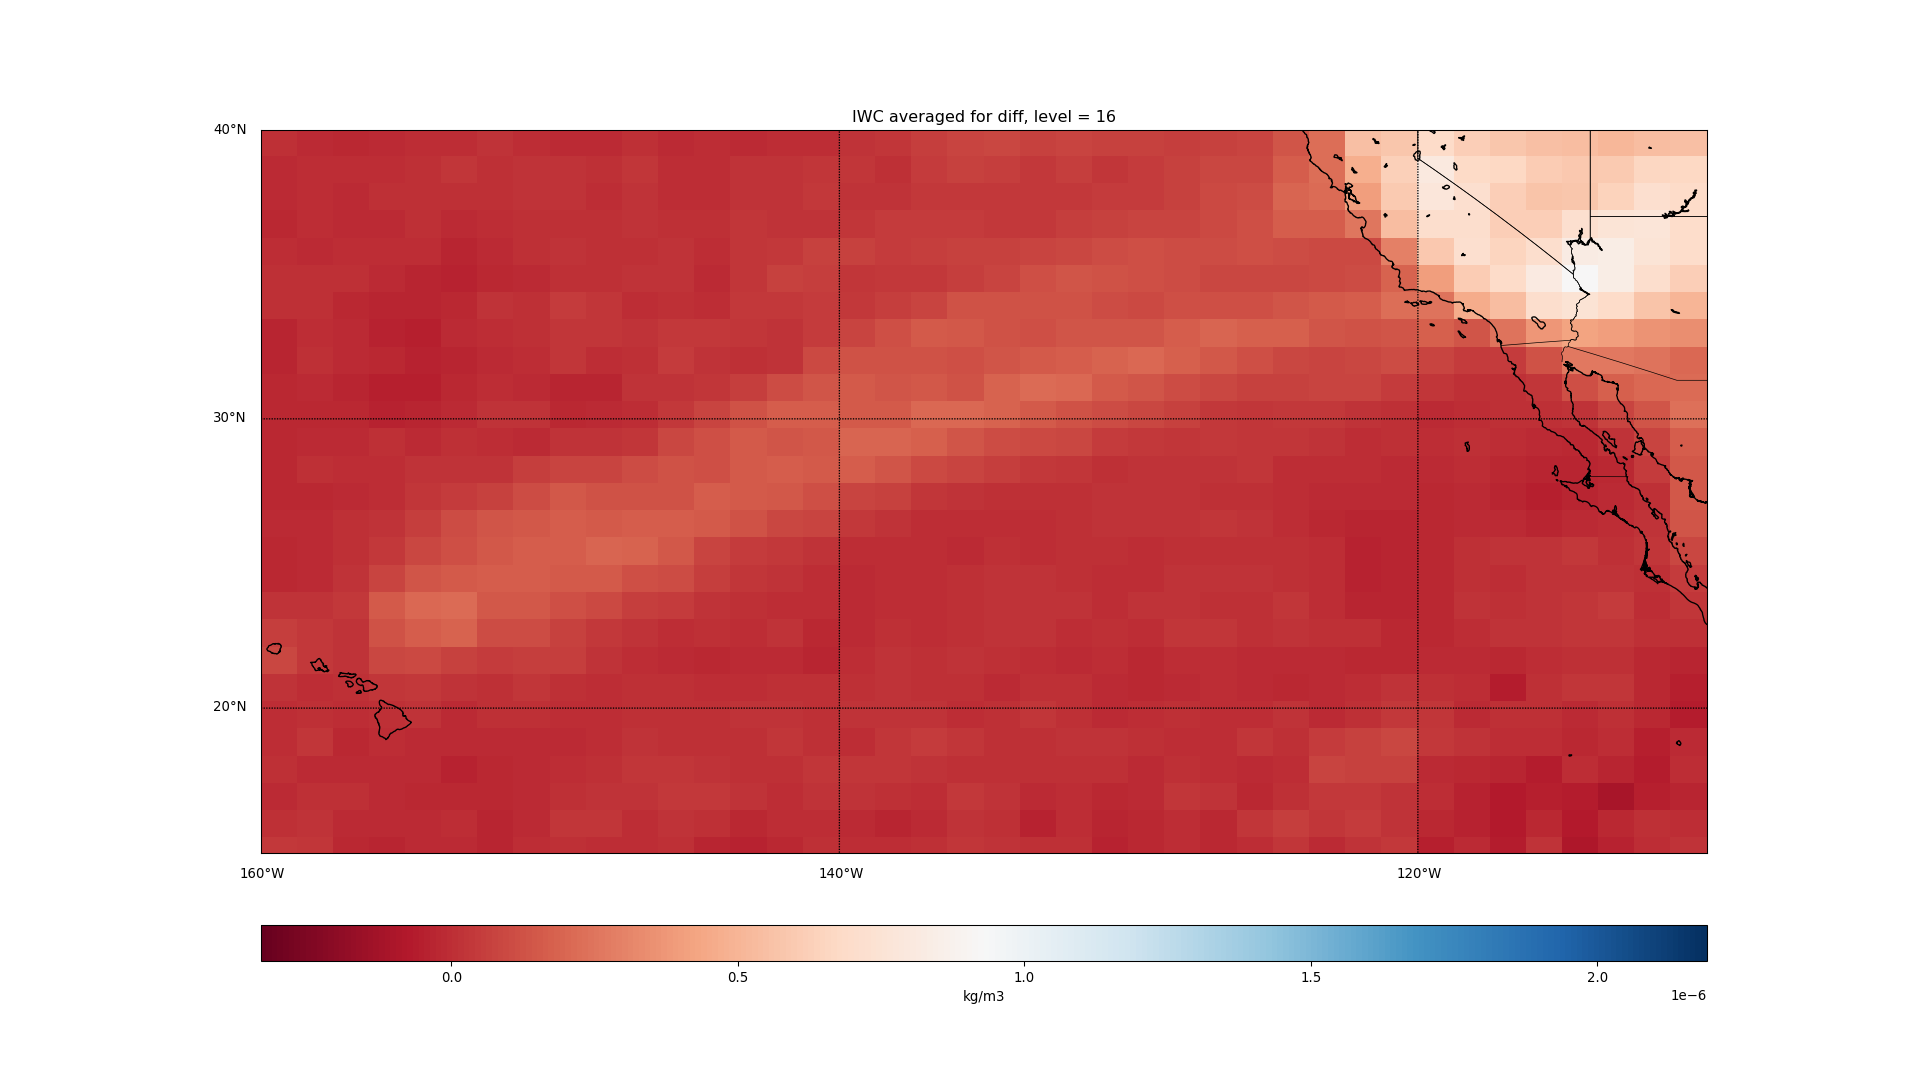 IWC averaged for diff, level = 16
40°N
30°N
20°N
160°W 140°W 120°W
0.0 0.5 1.0 1.5 2.0
kg/m3
1e−6